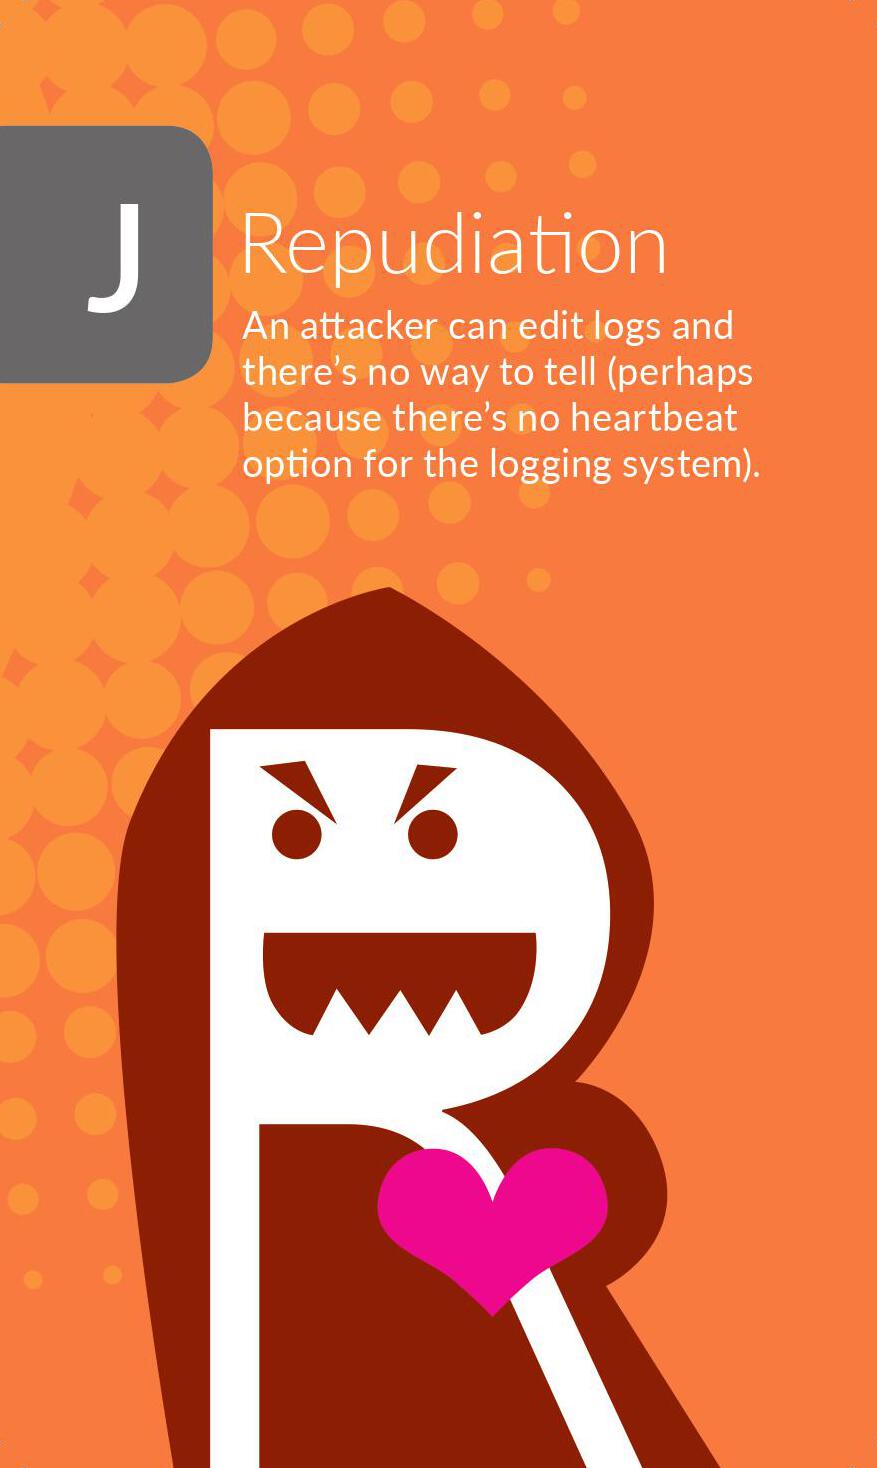 J
Repudiation
An attacker can edit logs and
there’s no way to tell (perhaps
because there’s no heartbeat
option for the logging system).
R